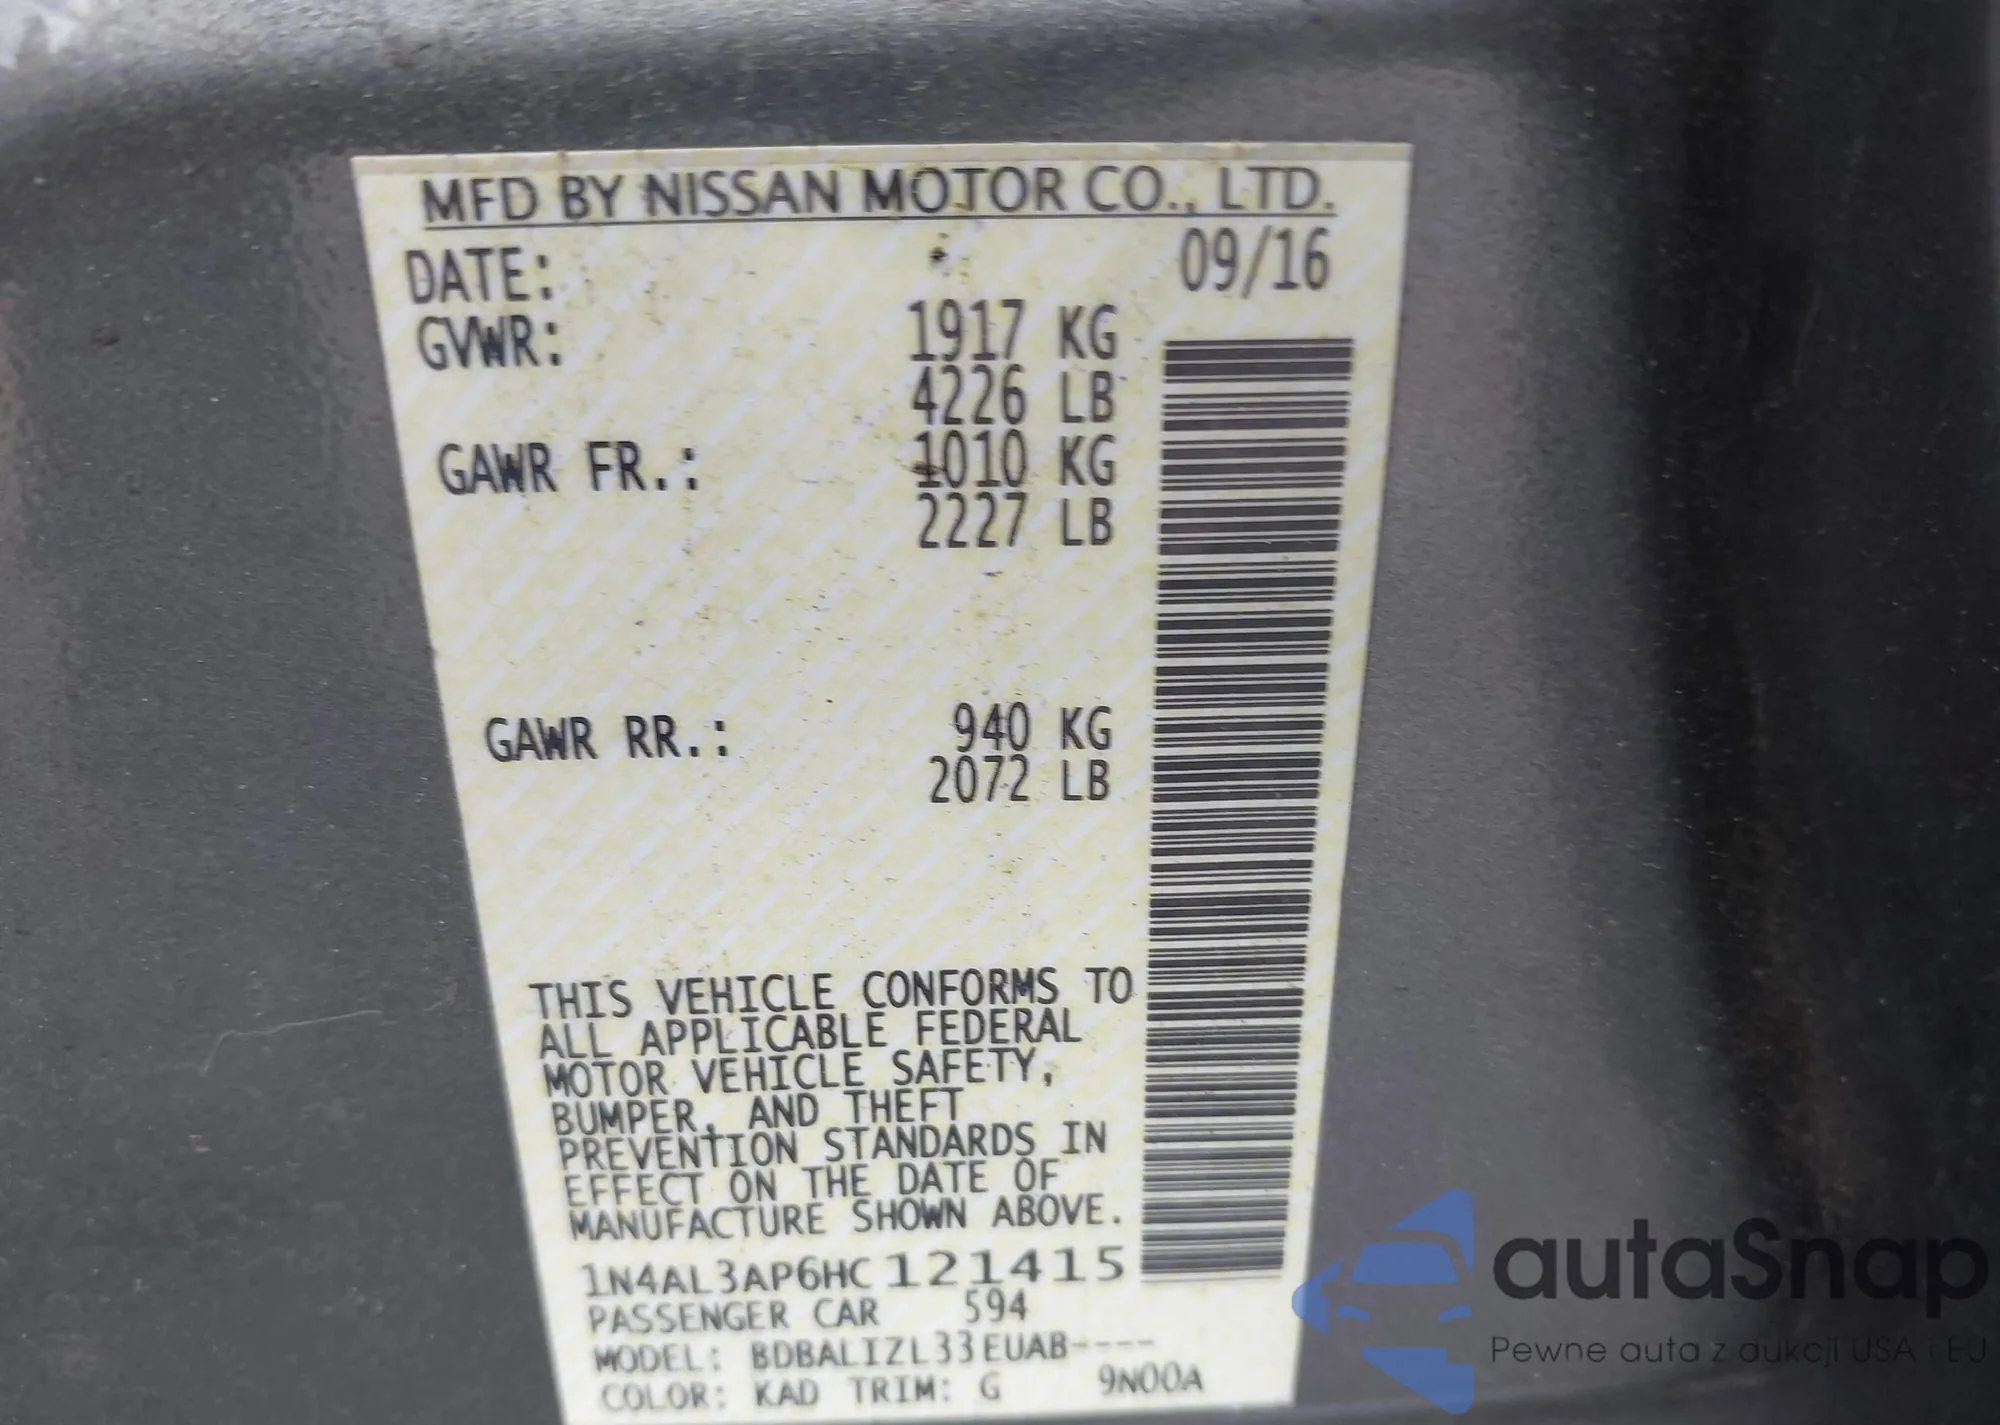 MFD BY NISSAN MOTOR CO., LTD.
DATE: 09/16
GVWR: 1917 KG
4226 LB
GAWR FR.: 1010 KG
2227 LB
GAWR RR.: 940 KG
2072 LB
THIS VEHICLE CONFORMS TO
ALL APPLICABLE FEDERAL
MOTOR VEHICLE SAFETY,
BUMPER, AND THEFT
PREVENTION STANDARDS IN
EFFECT ON THE DATE OF
MANUFACTURE SHOWN ABOVE.
1N4AL3AP6HC121415
PASSENGER CAR 594
MODEL: BDBALIZL33EUAB----
COLOR: KAD TRIM: G 9N00A
autaSnap
Pewne auta z aukcji USA i EU